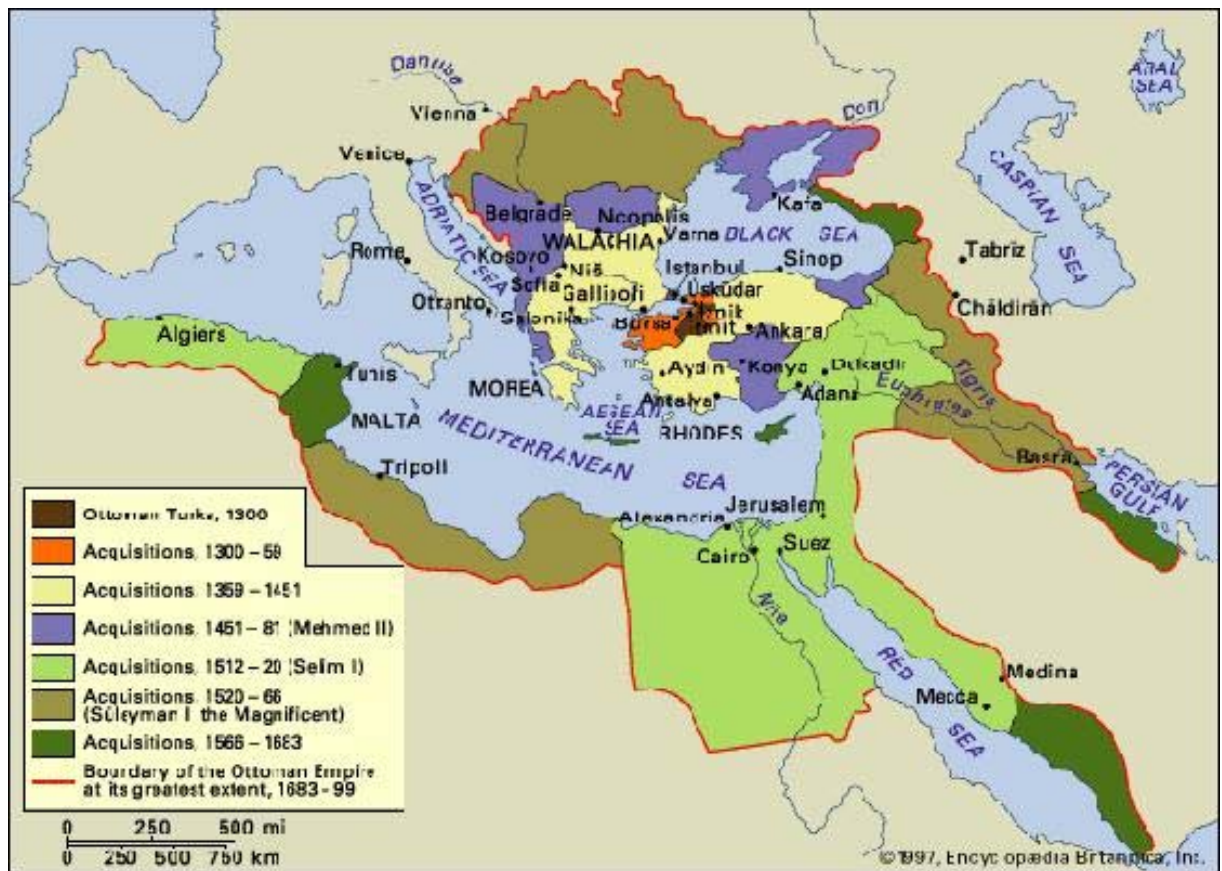 ARAL
SEA
Danube
Don
Vienna
Venice
CASPIAN
SEA
ADRIATIC SEA
Belgrade
Nicopolis
Kafa
WALACHIA
Varna
BLACK SEA
Rome
Kosovo
Niš
Istanbul
Sinop
Tabriz
Sofia
Gallipoli
Üsküdar
Otranto
Salonika
Bursa
İzmit
Ankara
Chāldirān
Algiers
Tunis
Aydin
Konya
Dulkadir
MOREA
Antalya
Adana
Euphrates
Tigris
MALTA
AEGEAN
SEA
RHODES
MEDITERRANEAN
SEA
Basra
PERSIAN
GULF
Tripoli
Jerusalem
Alexandria
Cairo
Suez
Nile
RED
SEA
Medina
Mecca
Ottoman Turks, 1300
Acquisitions, 1300–59
Acquisitions, 1359–1451
Acquisitions, 1451–81 (Mehmed II)
Acquisitions, 1512–20 (Selim I)
Acquisitions, 1520–66
(Süleyman I the Magnificent)
Acquisitions, 1566–1683
Boundary of the Ottoman Empire
at its greatest extent, 1683–99
0 250 500 mi
0 250 500 750 km
©1997, Encyclopædia Britannica, Inc.